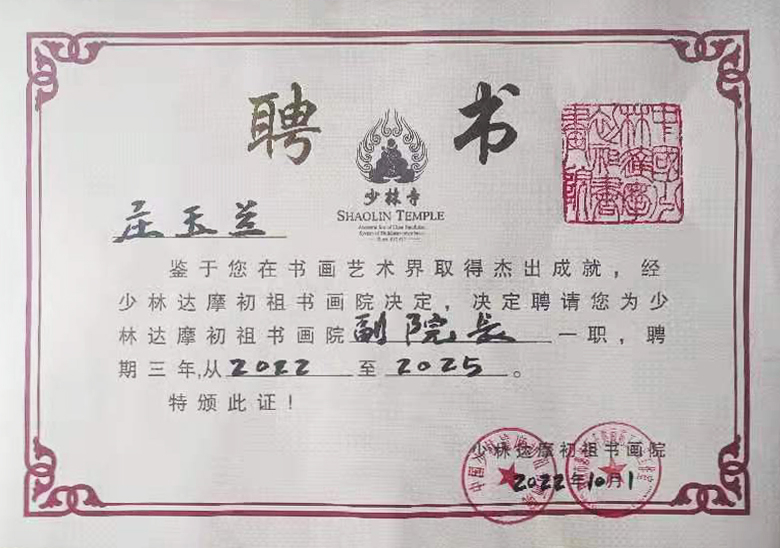 聘 书
少林寺
SHAOLIN TEMPLE
庄玉兰
鉴于您在书画艺术界取得杰出成就，经
少林达摩初祖书画院决定，决定聘请您为少
林达摩初祖书画院副院长一职，聘
期三年，从2022至2025。
特颁此证！
少林达摩初祖书画院
2022年10月1